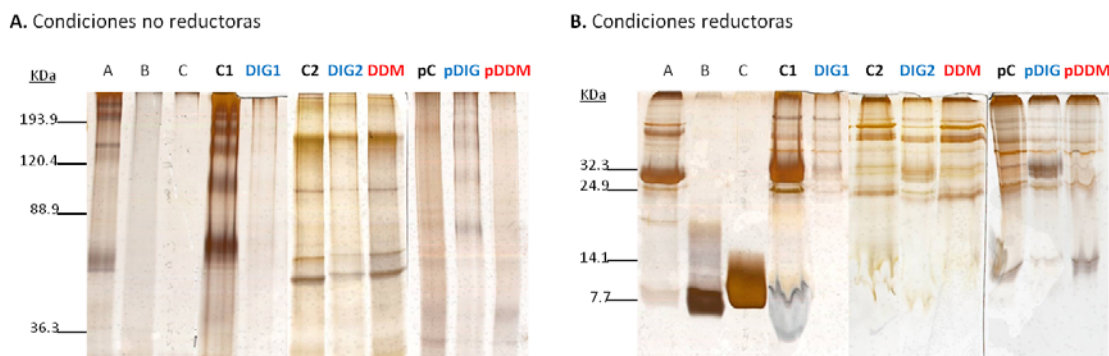 A. Condiciones no reductoras
KDa
A B C C1 DIG1 C2 DIG2 DDM pC pDIG pDDM
193.9
120.4
88.9
36.3
B. Condiciones reductoras
KDa
A B C C1 DIG1 C2 DIG2 DDM pC pDIG pDDM
32.3
24.9
14.1
7.7